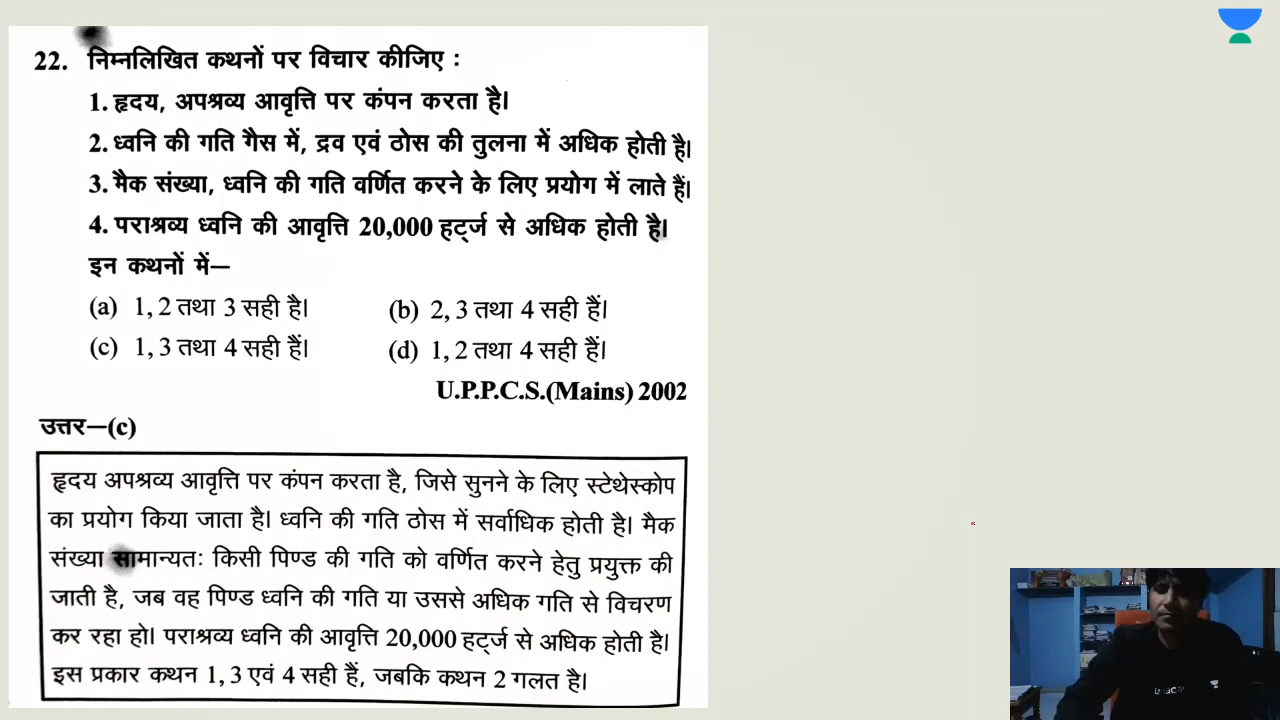 22. निम्नलिखित कथनों पर विचार कीजिए :
1. हृदय, अपश्रव्य आवृत्ति पर कंपन करता है।
2. ध्वनि की गति गैस में, द्रव एवं ठोस की तुलना में अधिक होती है।
3. मैक संख्या, ध्वनि की गति वर्णित करने के लिए प्रयोग में लाते हैं।
4. पराश्रव्य ध्वनि की आवृत्ति 20,000 हर्ट्ज से अधिक होती है।
इन कथनों में–
(a) 1, 2 तथा 3 सही है। (b) 2, 3 तथा 4 सही हैं।
(c) 1, 3 तथा 4 सही हैं। (d) 1, 2 तथा 4 सही हैं।
U.P.P.C.S.(Mains) 2002
उत्तर–(c)
हृदय अपश्रव्य आवृत्ति पर कंपन करता है, जिसे सुनने के लिए स्टेथेस्कोप
का प्रयोग किया जाता है। ध्वनि की गति ठोस में सर्वाधिक होती है। मैक
संख्या सामान्यतः किसी पिण्ड की गति को वर्णित करने हेतु प्रयुक्त की
जाती है, जब वह पिण्ड ध्वनि की गति या उससे अधिक गति से विचरण
कर रहा हो। पराश्रव्य ध्वनि की आवृत्ति 20,000 हर्ट्ज से अधिक होती है।
इस प्रकार कथन 1, 3 एवं 4 सही हैं, जबकि कथन 2 गलत है।